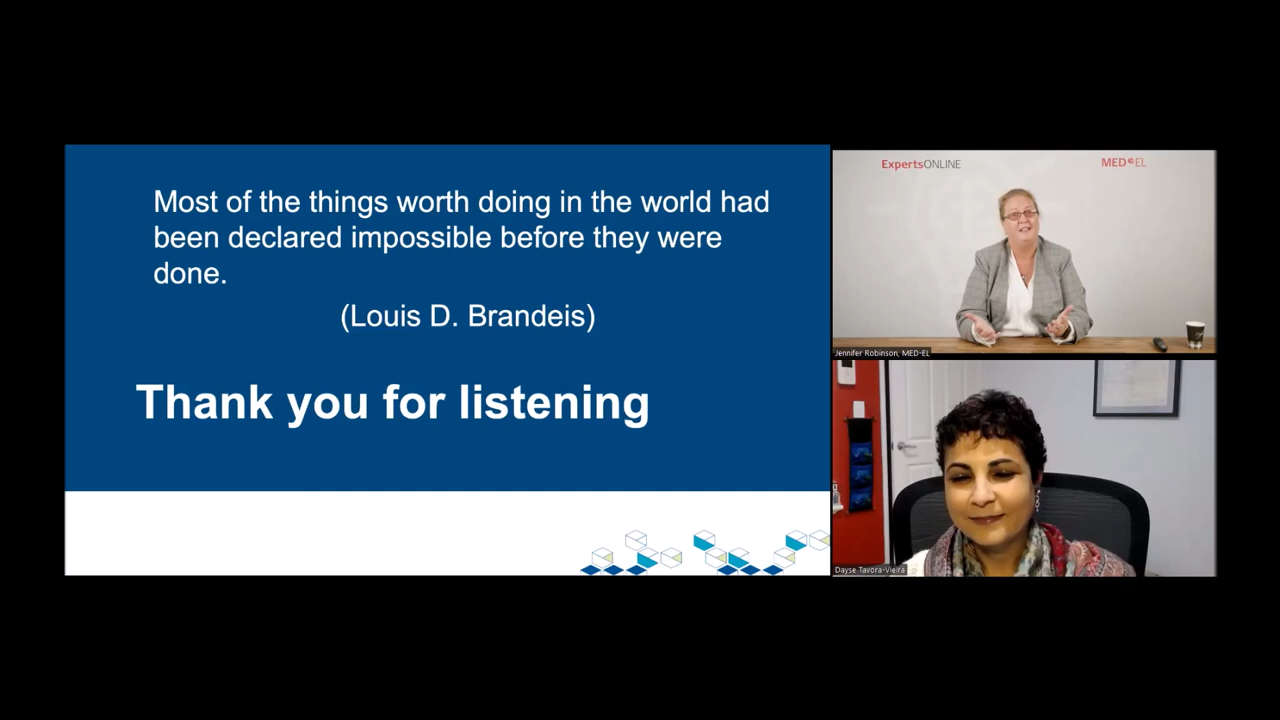 Most of the things worth doing in the world had
been declared impossible before they were
done.
(Louis D. Brandeis)
Thank you for listening
ExpertsONLINE
MED EL
Jennifer Robinson, MED-EL
Dayse Tavora-Vieira